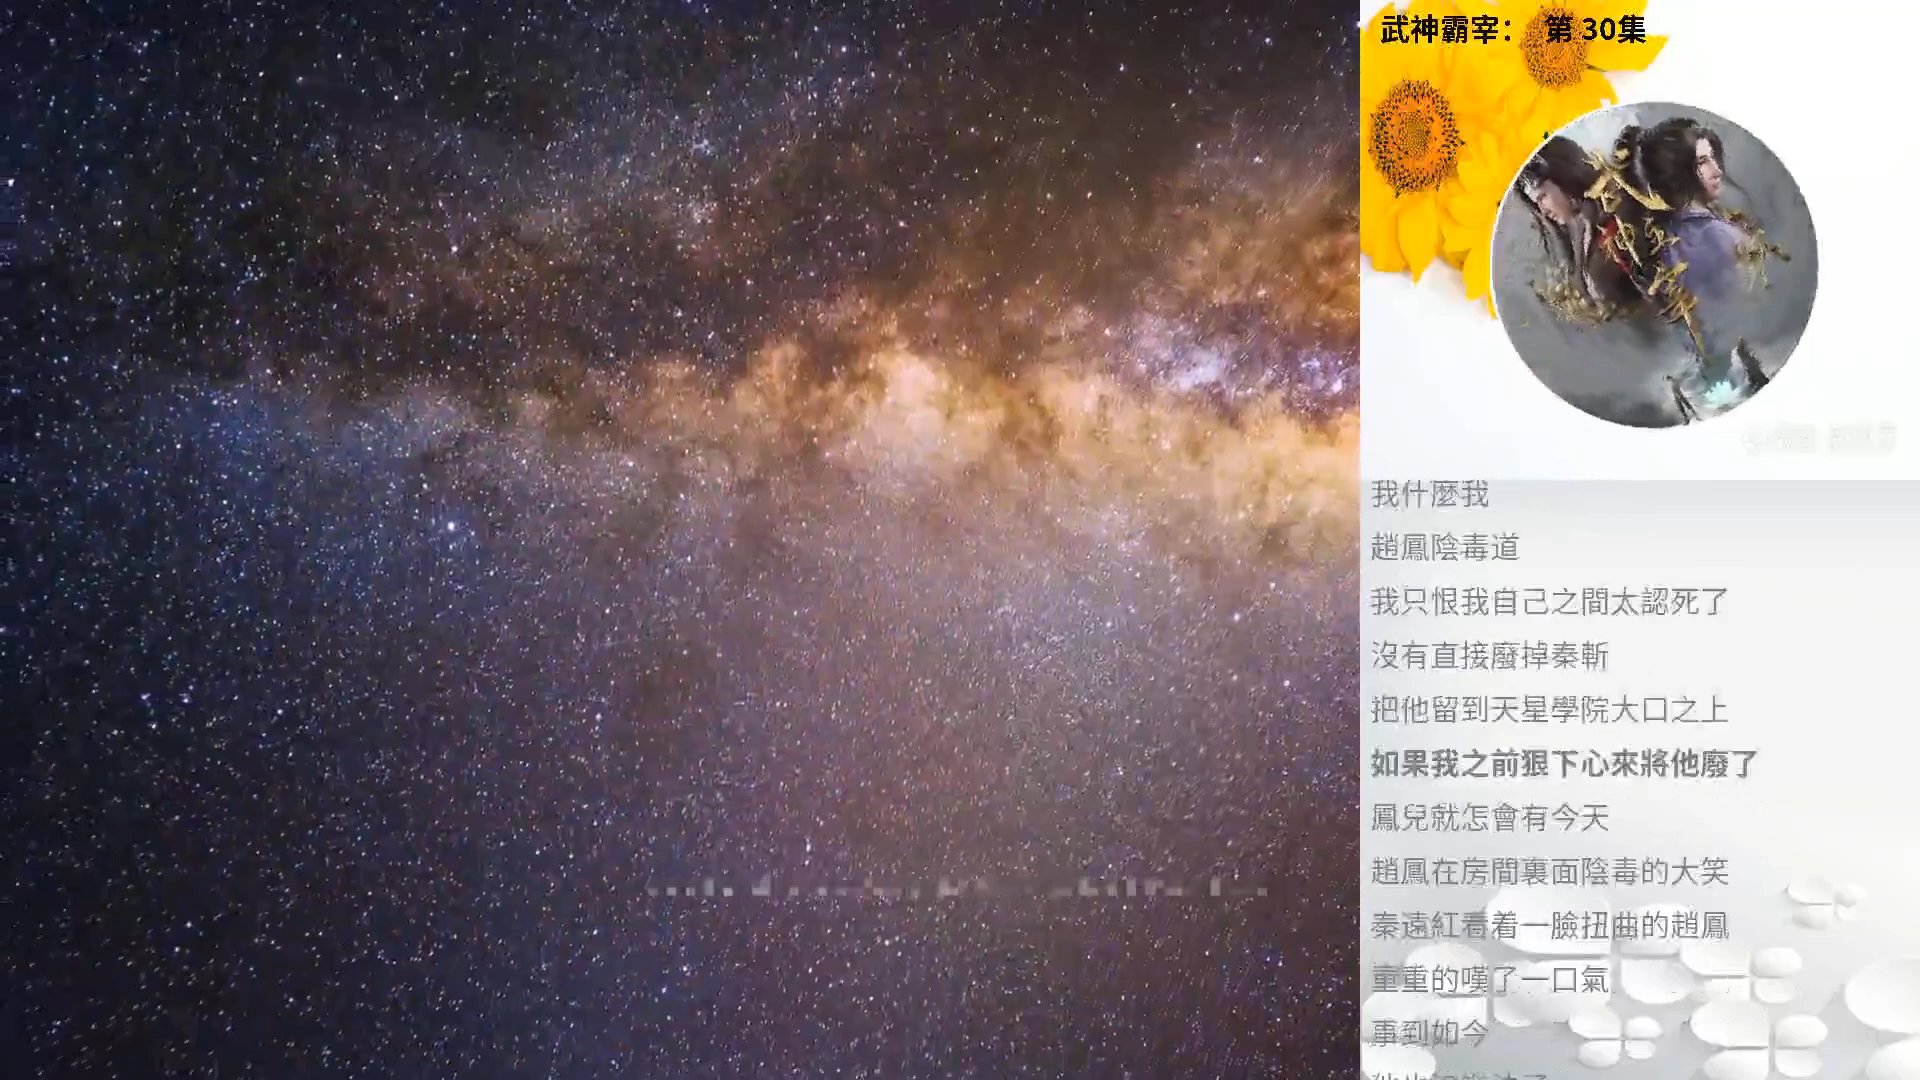 武神霸宰： 第 30集
武神主宰
我什麼我
趙鳳陰毒道
我只恨我自己之間太認死了
沒有直接廢掉秦斬
把他留到天星學院大口之上
如果我之前狠下心來將他廢了
鳳兒就怎會有今天
趙鳳在房間裏面陰毒的大笑
秦遠紅看着一臉扭曲的趙鳳
重重的嘆了一口氣
事到如今